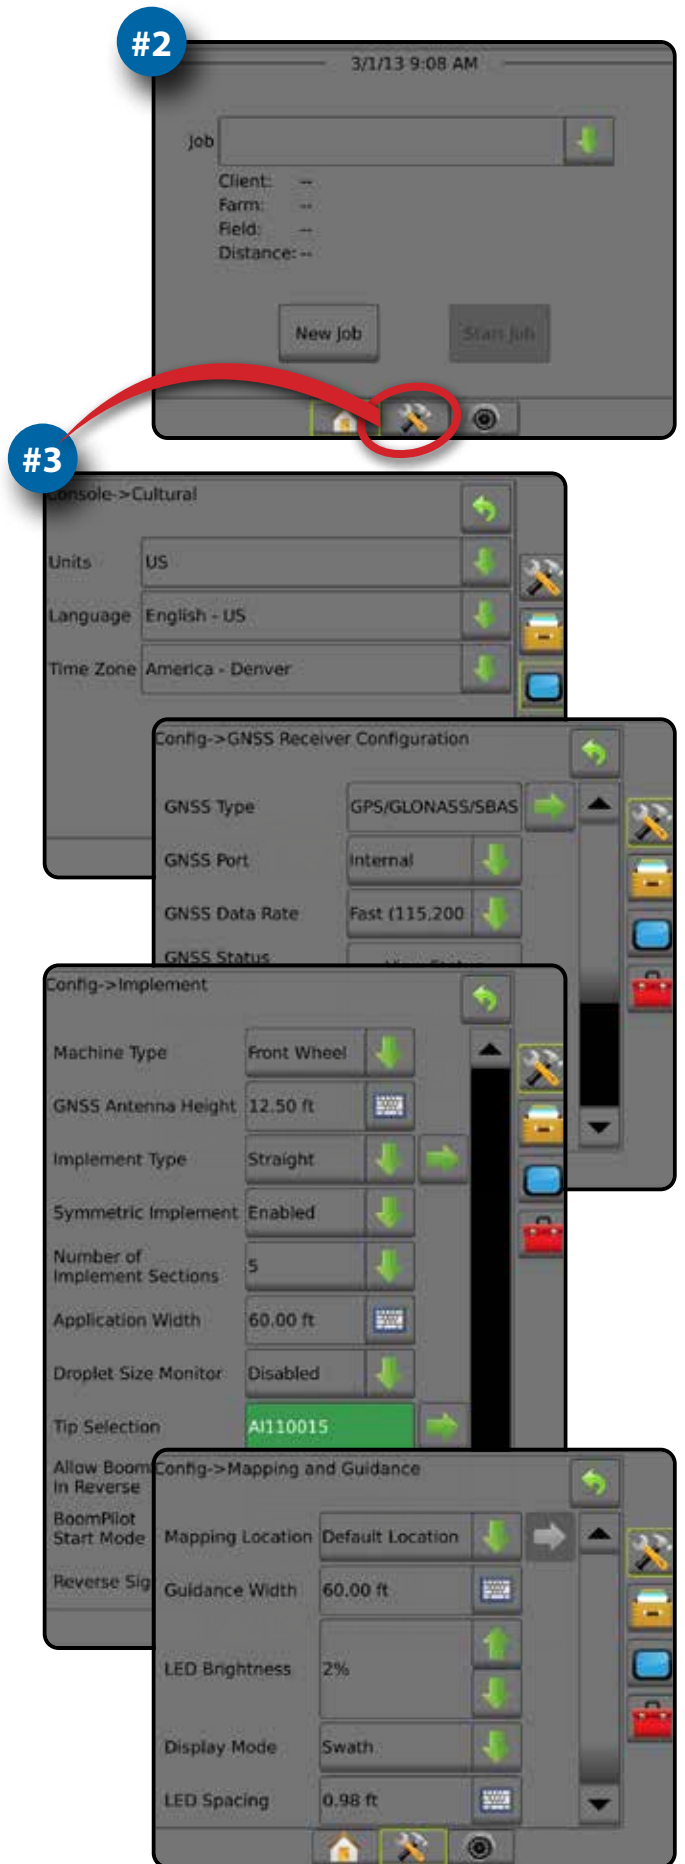 #2
3/1/13 9:08 AM
Job
Client: --
Farm: --
Field: --
Distance: --
New Job Start Job
#3
Console->Cultural
Units US
Language English - US
Time Zone America - Denver
Config->GNSS Receiver Configuration
GNSS Type GPS/GLONASS/SBAS
GNSS Port Internal
GNSS Data Rate Fast (115,200
GNSS Status
Config->Implement
Machine Type Front Wheel
GNSS Antenna Height 12.50 ft
Implement Type Straight
Symmetric Implement Enabled
Number of
Implement Sections 5
Application Width 60.00 ft
Droplet Size Monitor Disabled
Tip Selection AI110015
Allow Boom
In Reverse
BoomPilot
Start Mode
Reverse Sig
Config->Mapping and Guidance
Mapping Location Default Location
Guidance Width 60.00 ft
LED Brightness 2%
Display Mode Swath
LED Spacing 0.98 ft